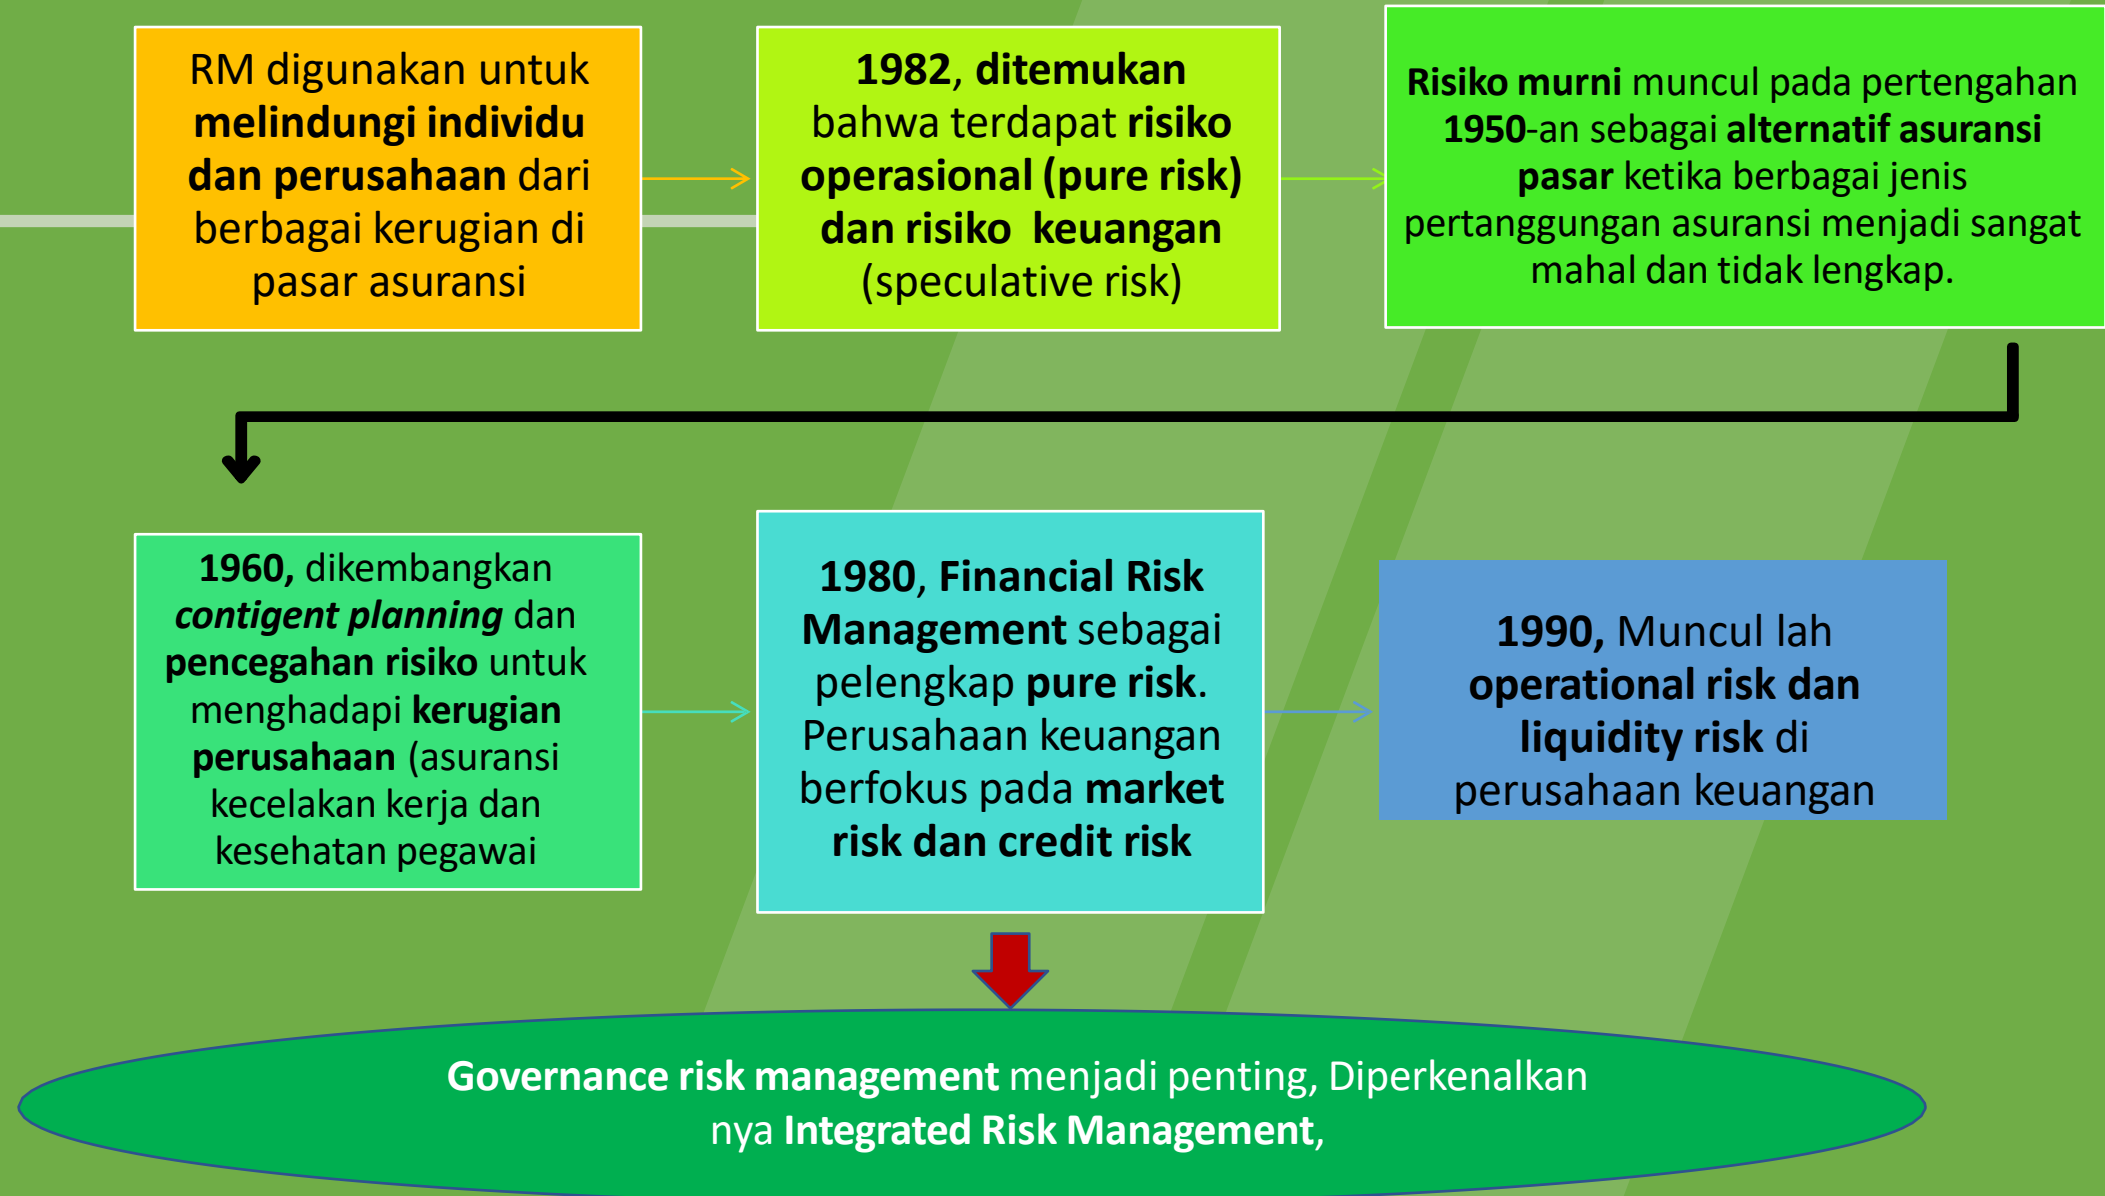 RM digunakan untuk
melindungi individu
dan perusahaan dari
berbagai kerugian di
pasar asuransi
1982, ditemukan
bahwa terdapat risiko
operasional (pure risk)
dan risiko keuangan
(speculative risk)
Risiko murni muncul pada pertengahan
1950-an sebagai alternatif asuransi
pasar ketika berbagai jenis
pertanggungan asuransi menjadi sangat
mahal dan tidak lengkap.
1960, dikembangkan
contigent planning dan
pencegahan risiko untuk
menghadapi kerugian
perusahaan (asuransi
kecelakan kerja dan
kesehatan pegawai
1980, Financial Risk
Management sebagai
pelengkap pure risk.
Perusahaan keuangan
berfokus pada market
risk dan credit risk
1990, Muncul lah
operational risk dan
liquidity risk di
perusahaan keuangan
Governance risk management menjadi penting, Diperkenalkan
nya Integrated Risk Management,